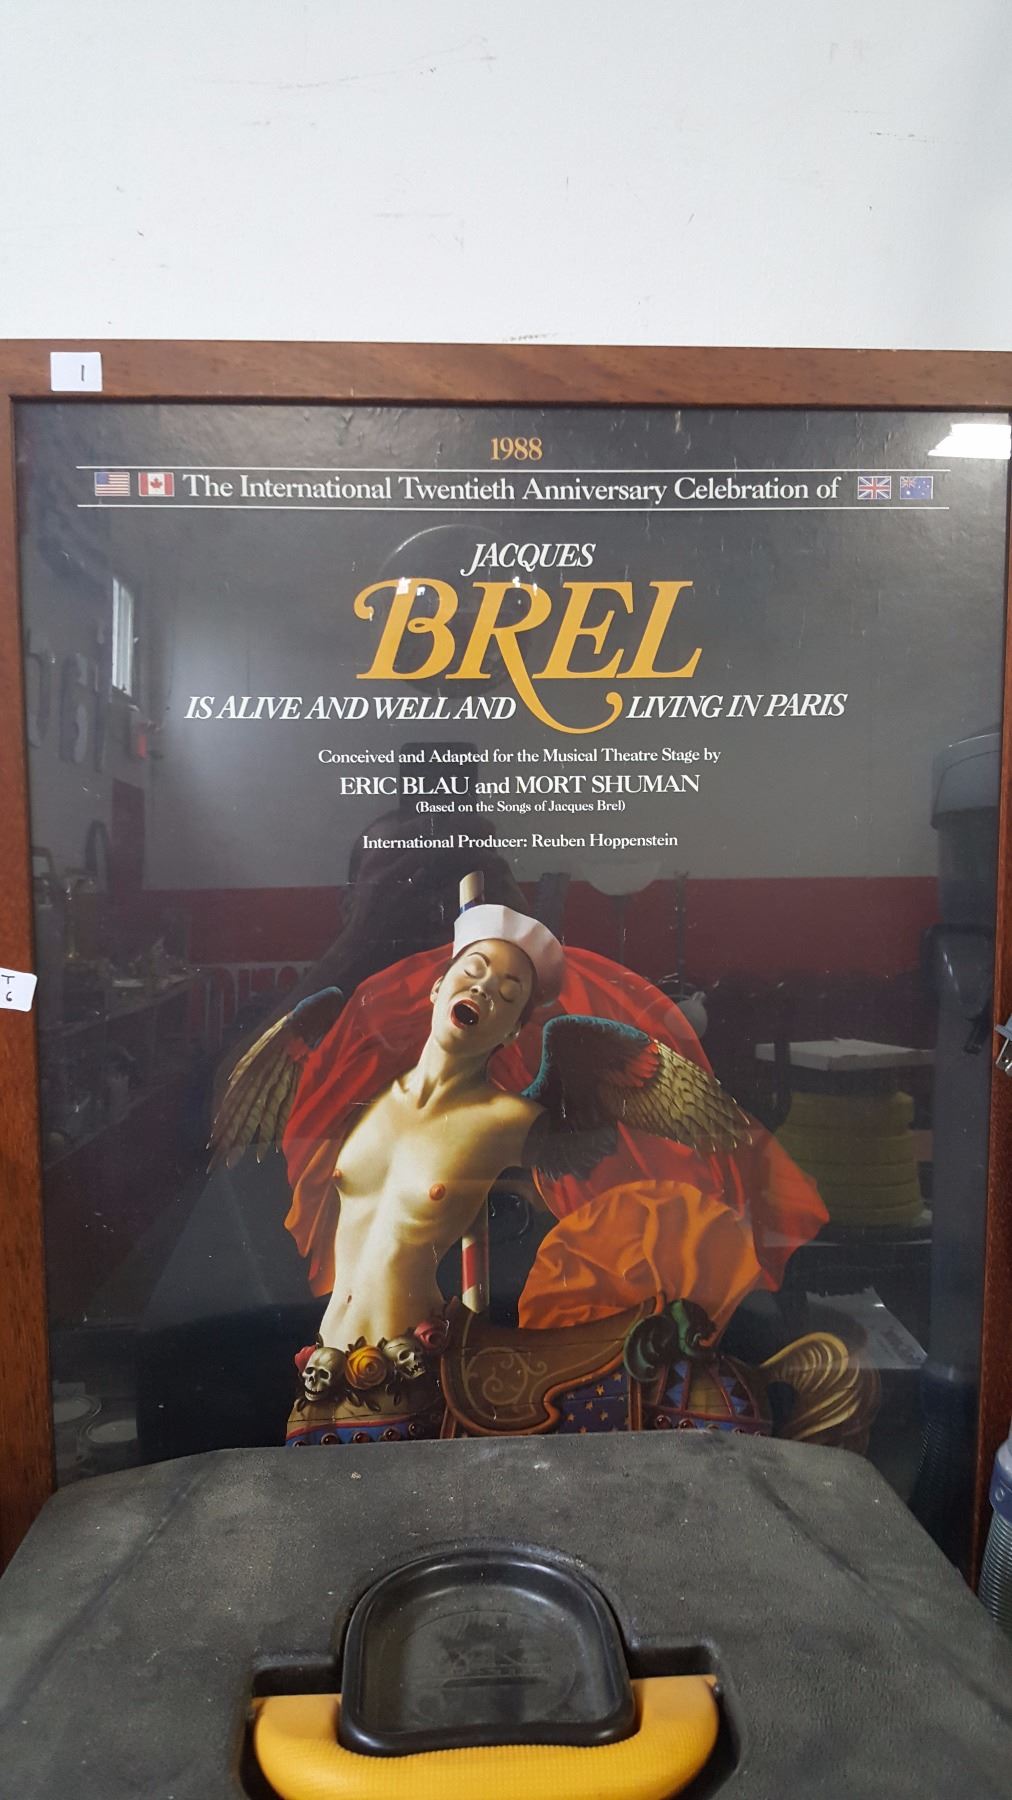 1
1988
The International Twentieth Anniversary Celebration of
JACQUES
BREL
IS ALIVE AND WELL AND LIVING IN PARIS
Conceived and Adapted for the Musical Theatre Stage by
ERIC BLAU and MORT SHUMAN
(Based on the Songs of Jacques Brel)
International Producer: Reuben Hoppenstein
T
6